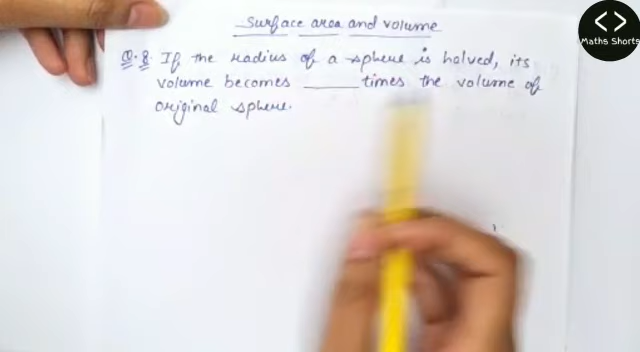 Surface area and volume
Q.8. If the radius of a sphere is halved, its
volume becomes ______ times the volume of
original sphere.
<>
Maths Shorts